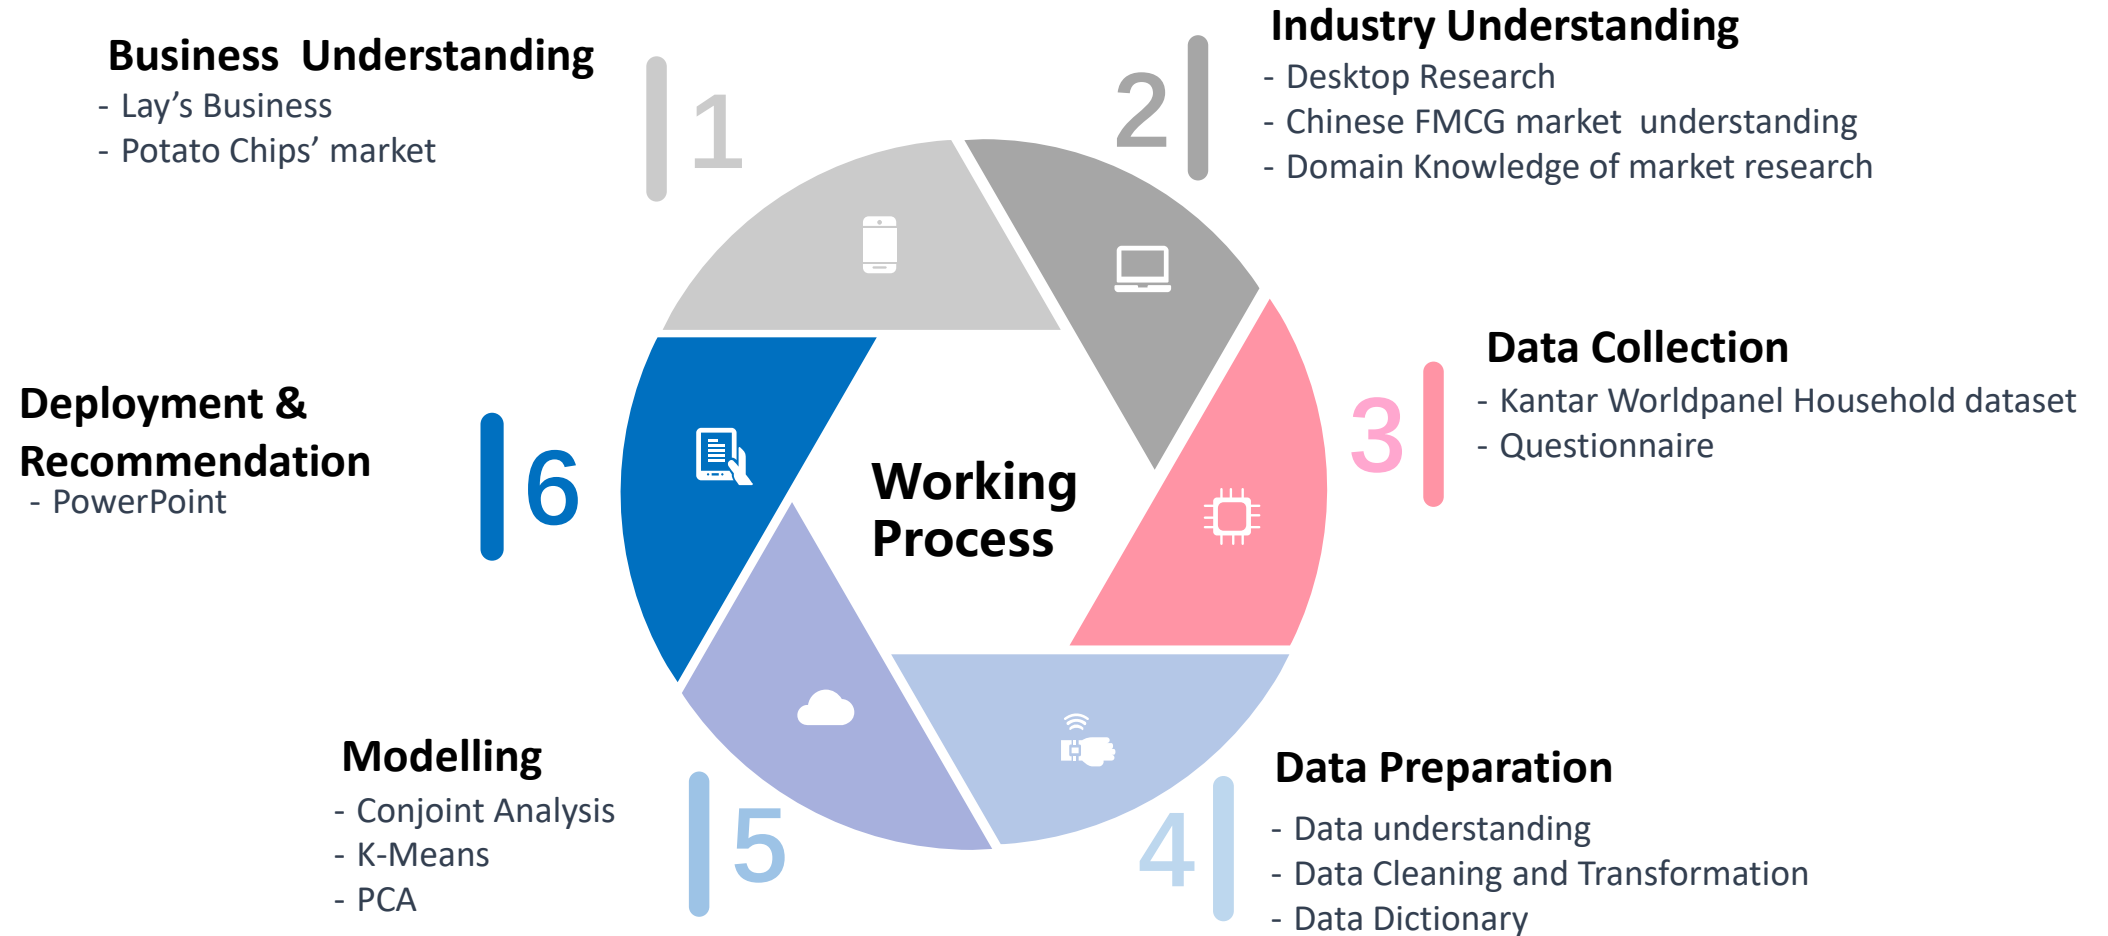 Business  Understanding
- Lay's Business
- Potato Chips' market
1
2
Industry Understanding
- Desktop Research
- Chinese FMCG market  understanding
- Domain Knowledge of market research
3
Data Collection
- Kantar Worldpanel Household dataset
- Questionnaire
4
Data Preparation
- Data understanding
- Data Cleaning and Transformation
- Data Dictionary
Modelling
- Conjoint Analysis
- K-Means
- PCA
5
Deployment &
Recommendation
- PowerPoint
6
Working
Process